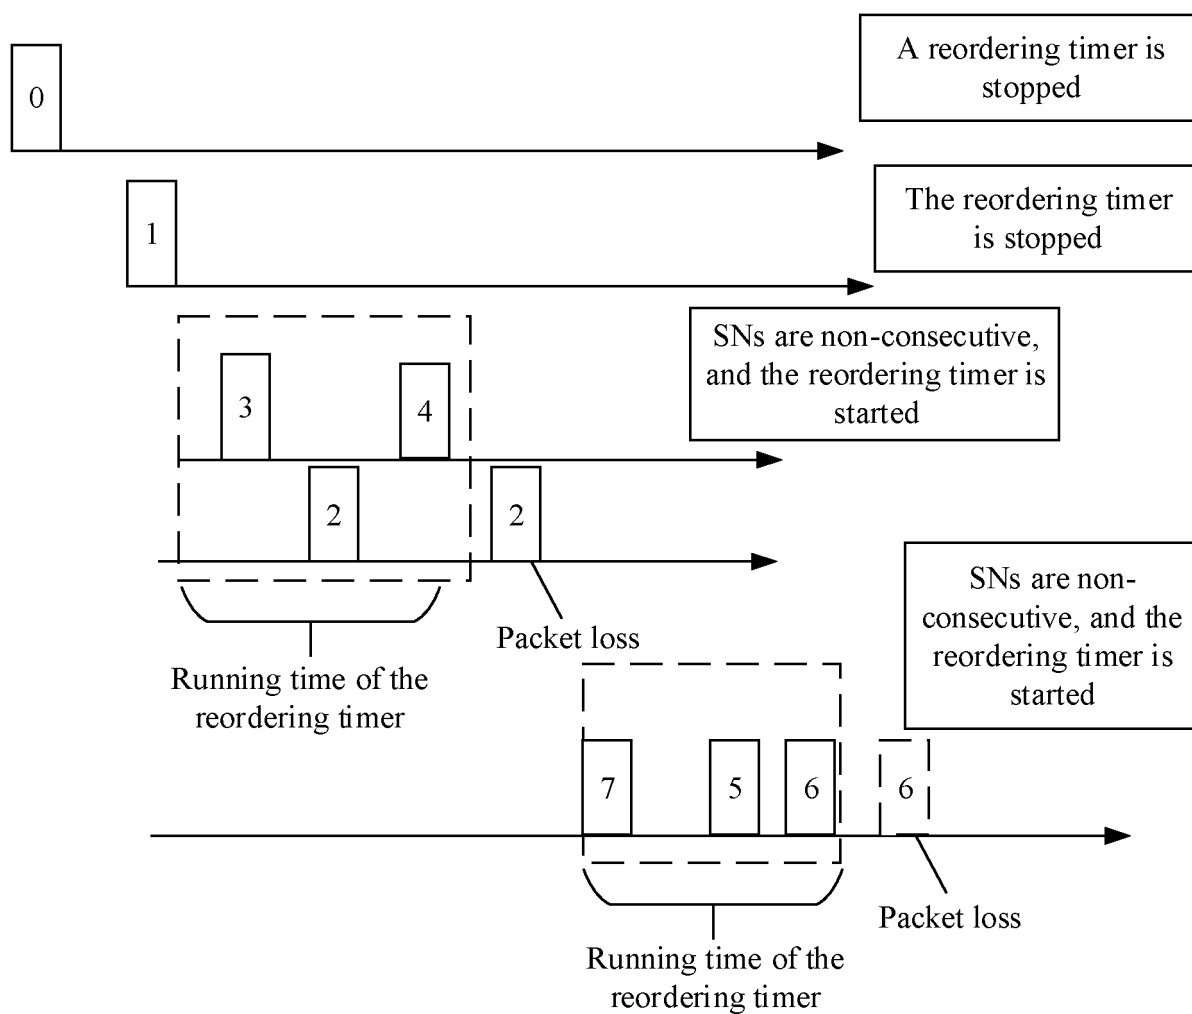 A reordering timer is
stopped
0
The reordering timer
is stopped
1
SNs are non-consecutive,
and the reordering timer is
started
3
4
2
2
Packet loss
Running time of the
reordering timer
SNs are non-
consecutive, and the
reordering timer is
started
7
5
6
6
Packet loss
Running time of the
reordering timer